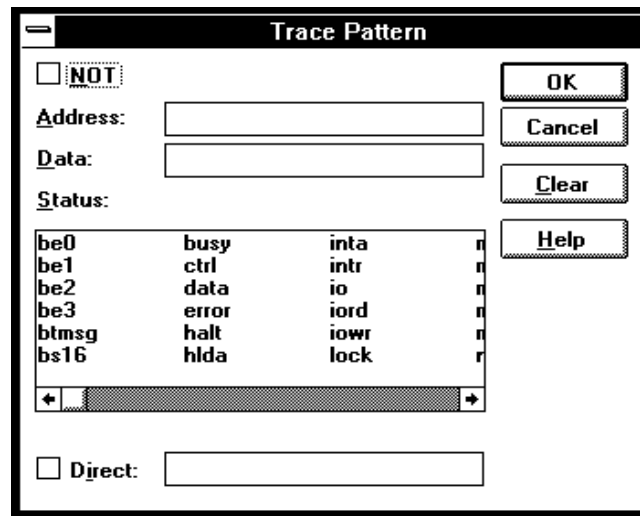 Trace Pattern
NOT
OK
Address:
Cancel
Data:
Clear
Status:
Help
be0 busy inta
be1 ctrl intr
be2 data io
be3 error iord
btmsg halt iowr
bs16 hlda lock
Direct: